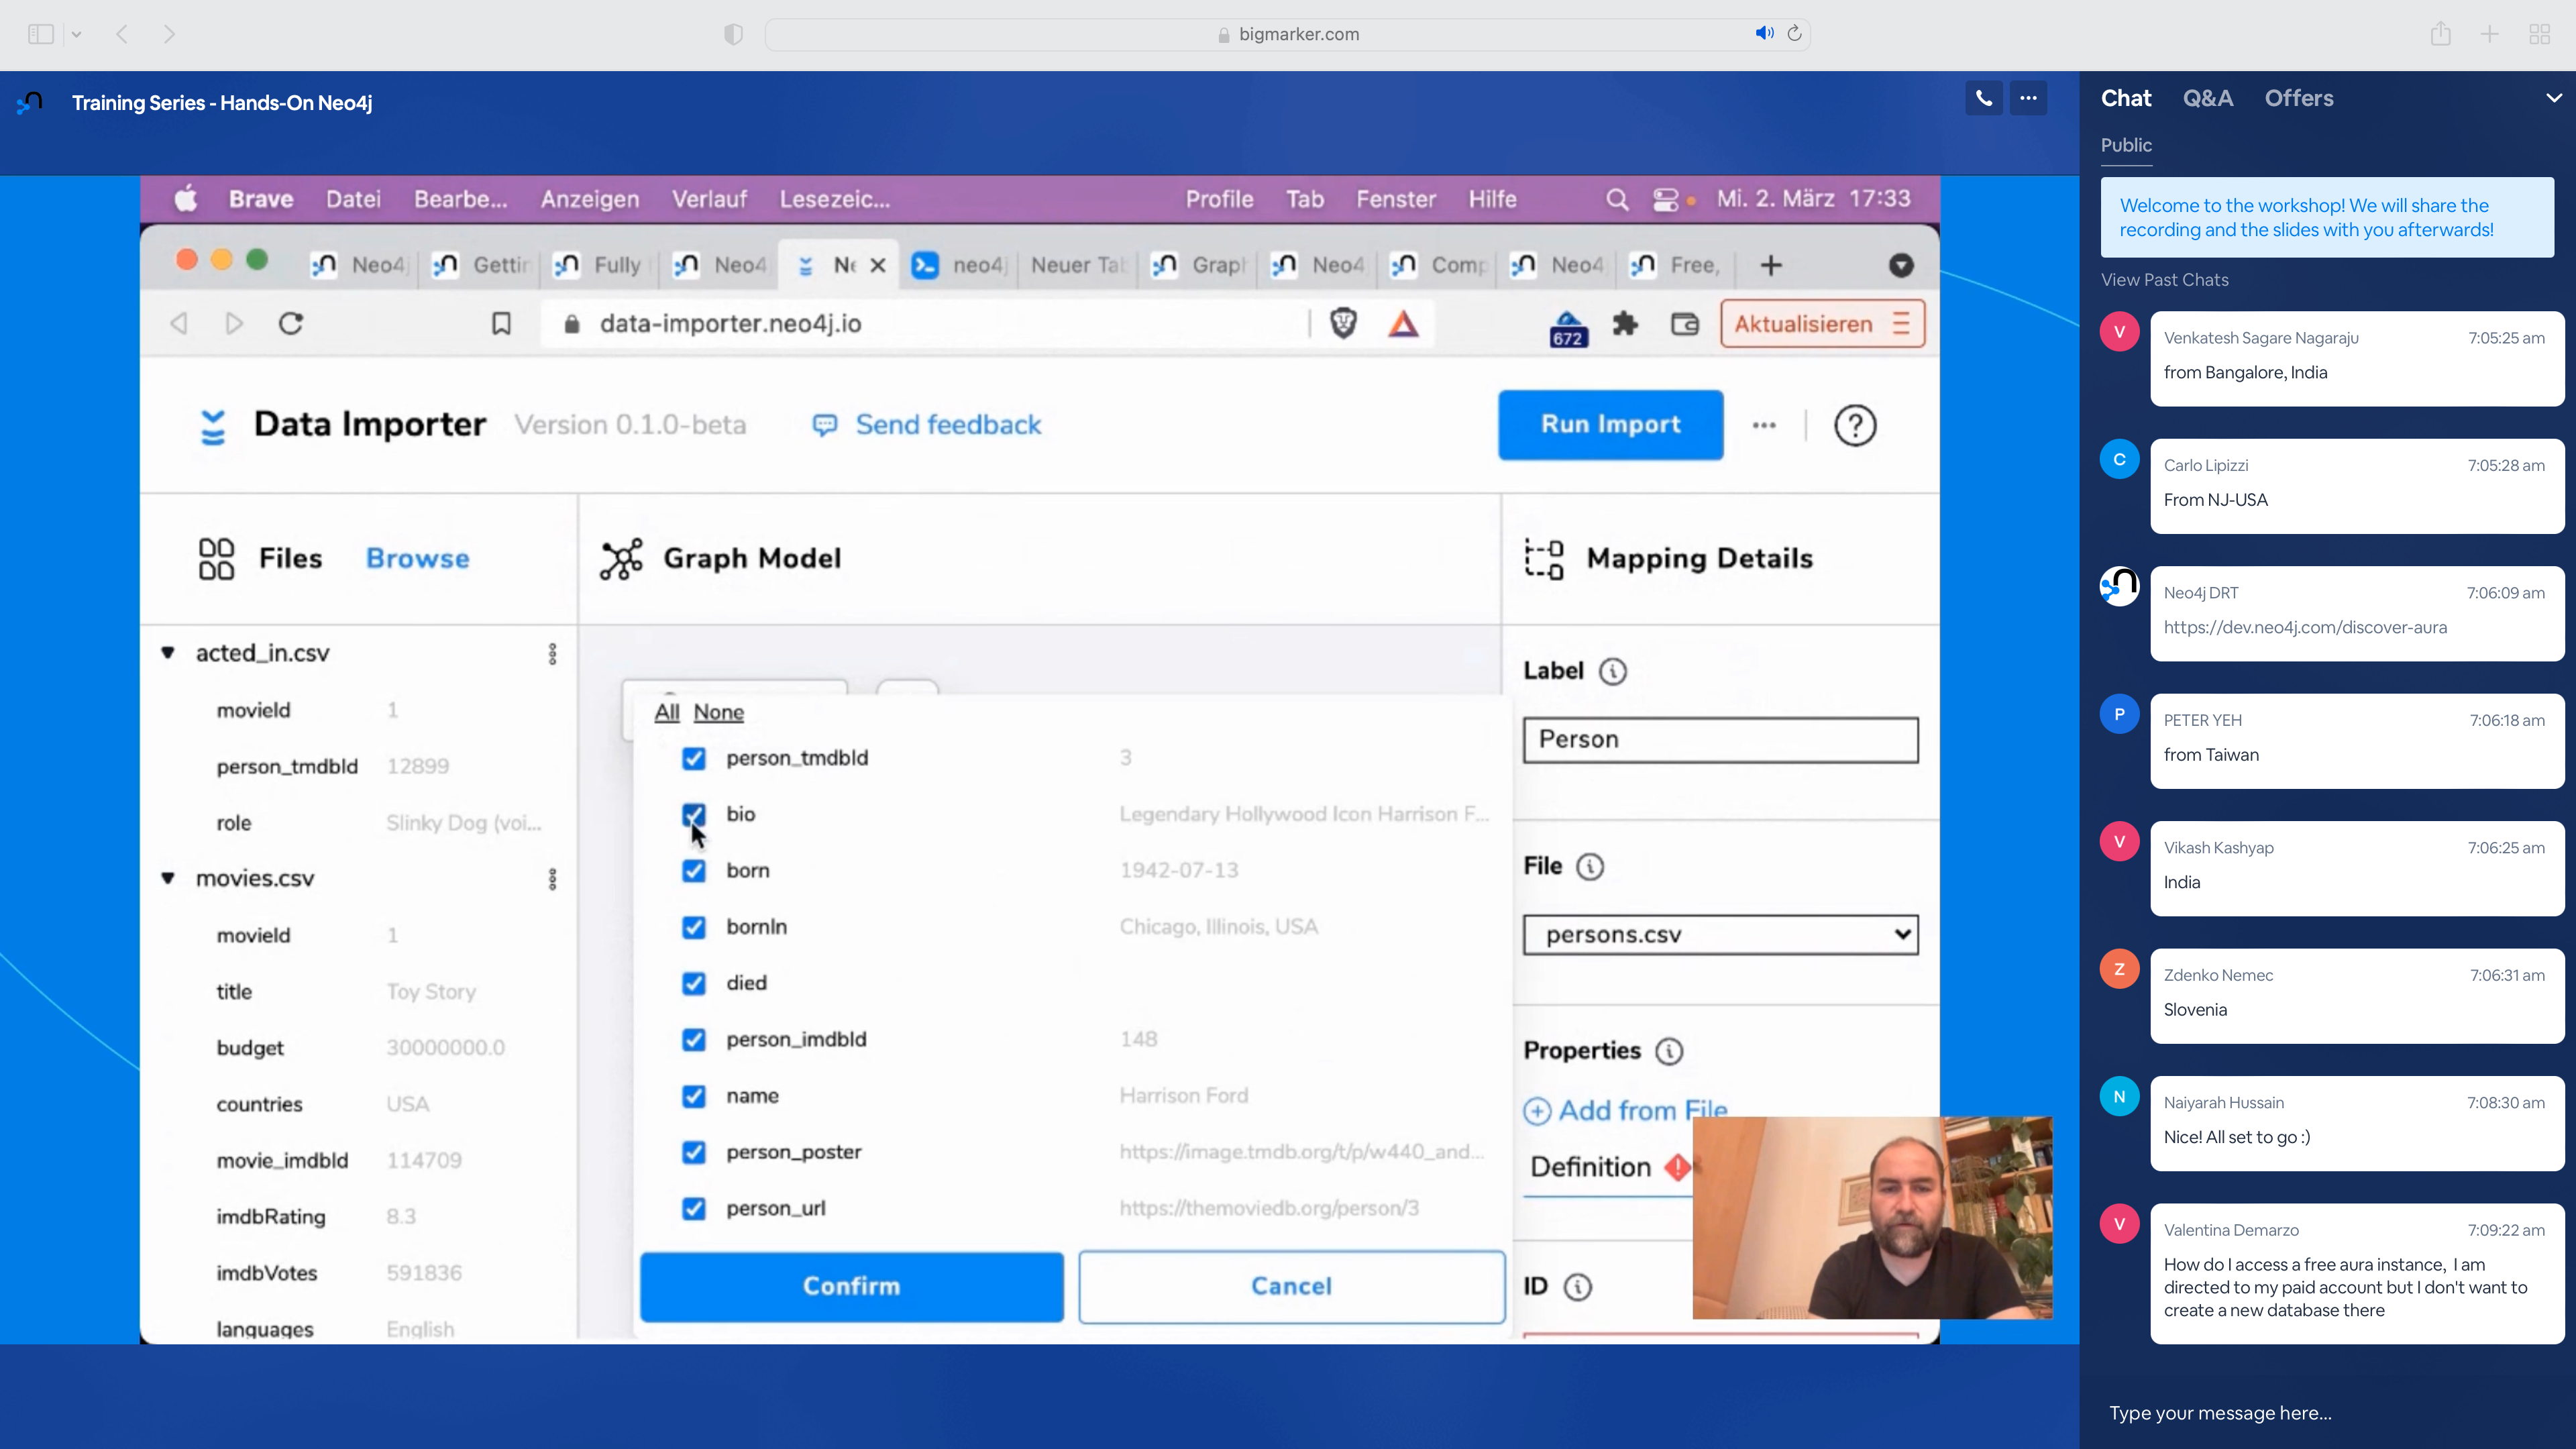 bigmarker.com
Training Series - Hands-On Neo4j
Brave Datei Bearbe... Anzeigen Verlauf Lesezeic... Profile Tab Fenster Hilfe Mi. 2. März 17:33
Neo4j Gettin Fully Neo4 Ne neo4j Neuer Tab Graph Neo4 Comp Neo4 Free,
data-importer.neo4j.io
672
Aktualisieren
Data Importer Version 0.1.0-beta Send feedback
Run Import
Files Browse
Graph Model
Mapping Details
acted_in.csv
movieId 1
person_tmdbId 12899
role Slinky Dog (voi...
movies.csv
movieId 1
title Toy Story
budget 30000000.0
countries USA
movie_imdbId 114709
imdbRating 8.3
imdbVotes 591836
languages English
All None
person_tmdbId 3
bio Legendary Hollywood Icon Harrison F...
born 1942-07-13
bornIn Chicago, Illinois, USA
died
person_imdbId 148
name Harrison Ford
person_poster https://image.tmdb.org/t/p/w440_and...
person_url https://themoviedb.org/person/3
Confirm Cancel
Label
Person
File
persons.csv
Properties
Add from File
Definition
ID
Chat Q&A Offers
Public
Welcome to the workshop! We will share the
recording and the slides with you afterwards!
View Past Chats
V
Venkatesh Sagare Nagaraju 7:05:25 am
from Bangalore, India
C
Carlo Lipizzi 7:05:28 am
From NJ-USA
Neo4j DRT 7:06:09 am
https://dev.neo4j.com/discover-aura
P
PETER YEH 7:06:18 am
from Taiwan
V
Vikash Kashyap 7:06:25 am
India
Z
Zdenko Nemec 7:06:31 am
Slovenia
N
Naiyarah Hussain 7:08:30 am
Nice! All set to go :)
V
Valentina Demarzo 7:09:22 am
How do I access a free aura instance, I am
directed to my paid account but I don't want to
create a new database there
Type your message here...